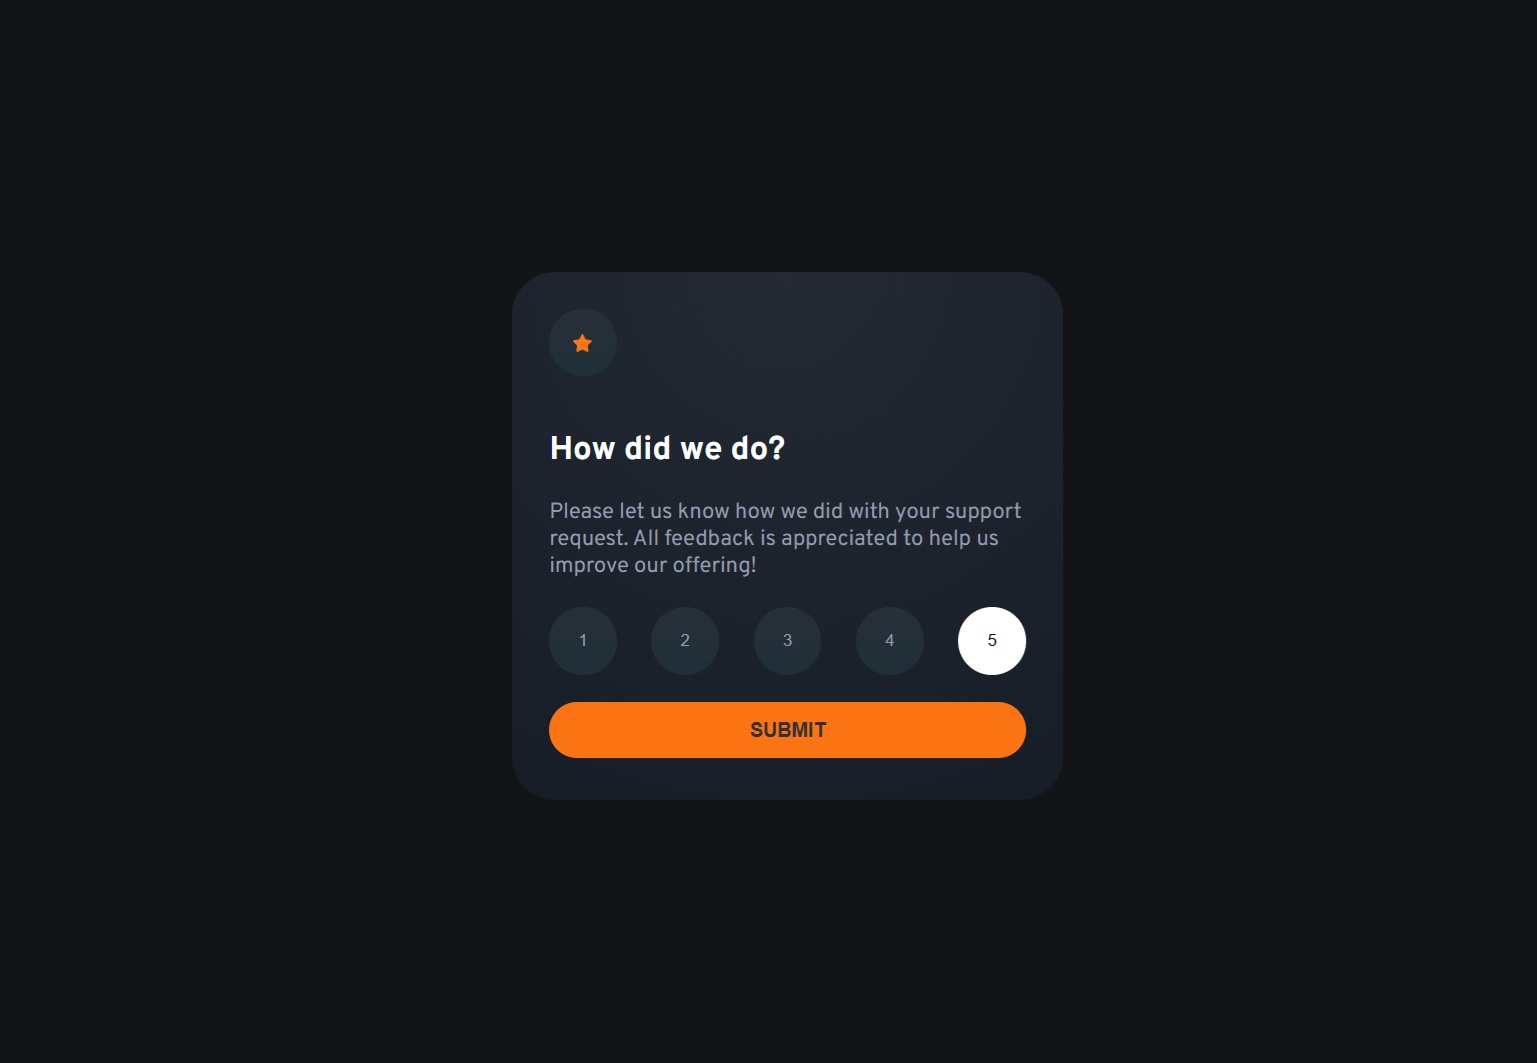 How did we do?
Please let us know how we did with your support
request. All feedback is appreciated to help us
improve our offering!
1 2 3 4 5
SUBMIT